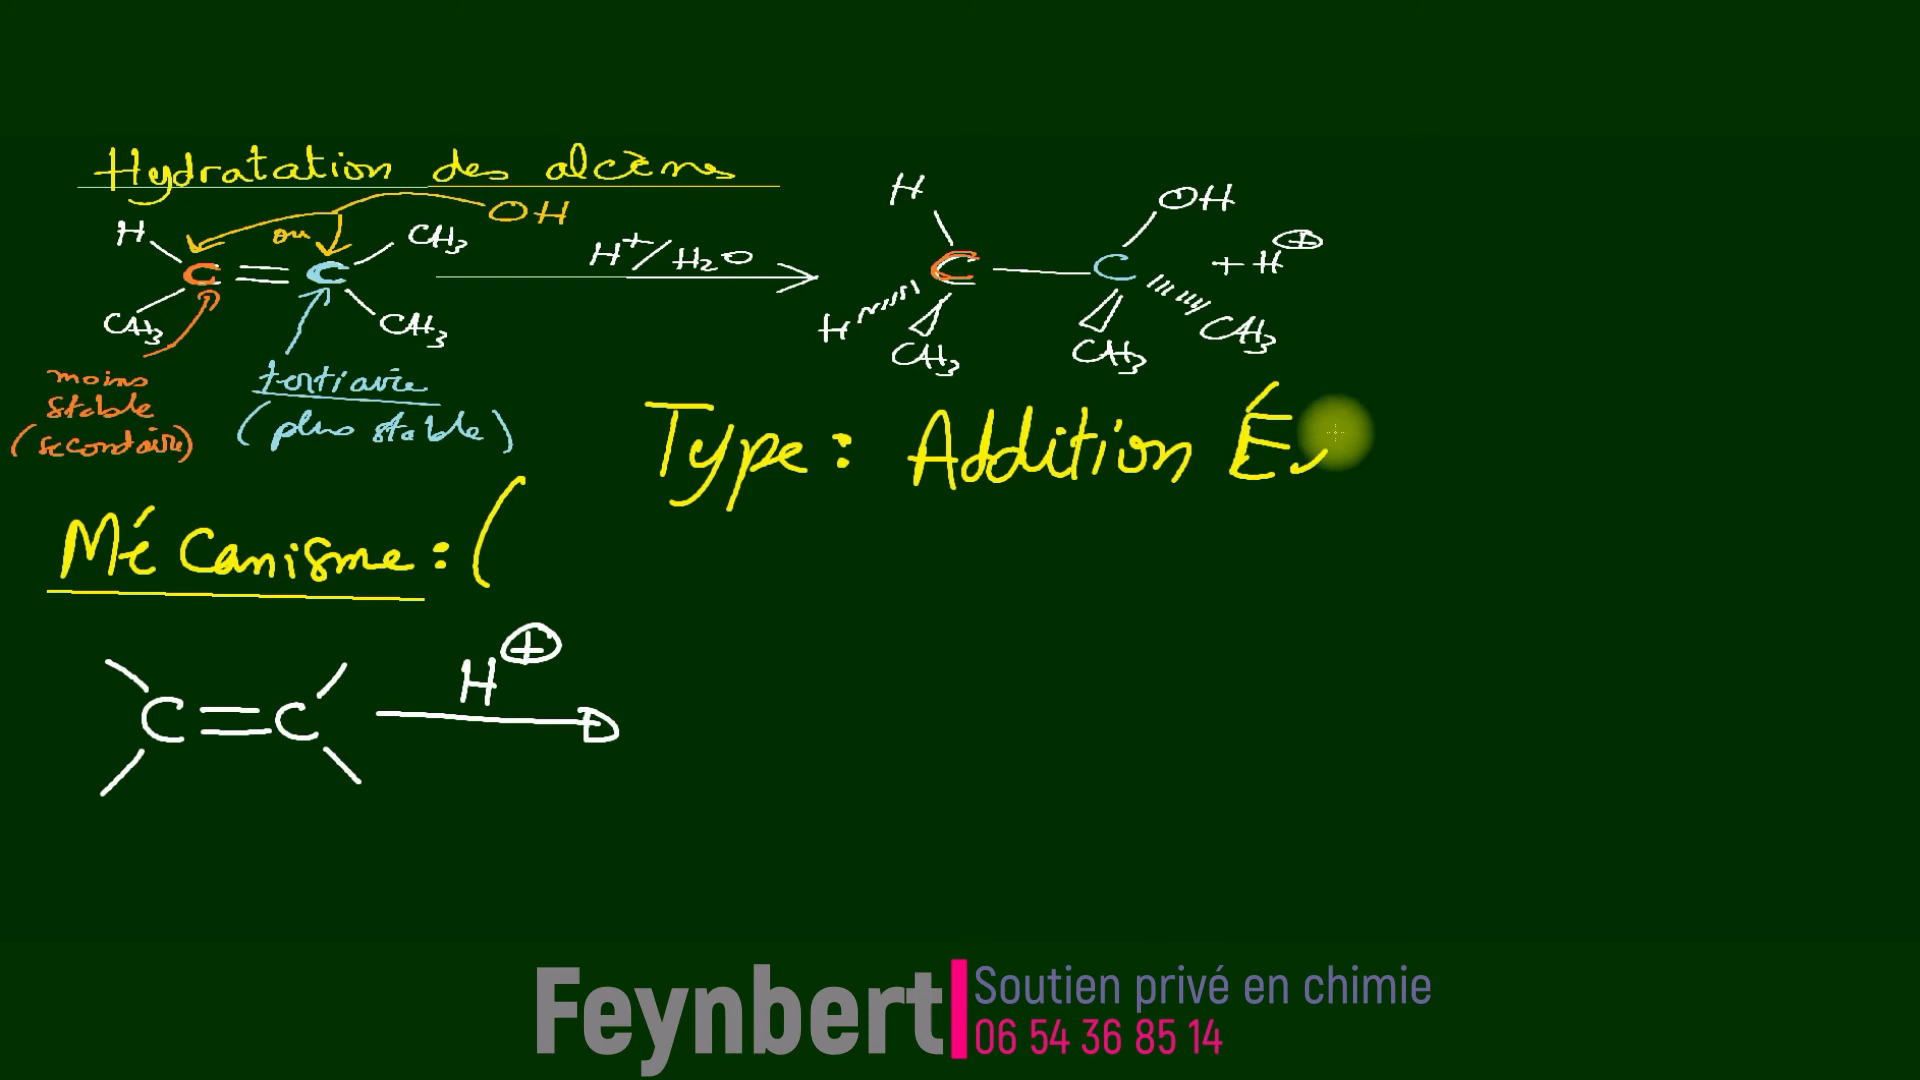 Hydratation des alcènes
OH
H
ou
CH3
C = C
H+/H2O
CH3
CH3
H
OH
C
C
+ H+
H
CH3
CH3
CH3
moins
stable
(secondaire)
tertiaire
(plus stable)
Type : Addition É
Mécanisme : (
C = C
H+
Feynbert
Soutien privé en chimie
06 54 36 85 14